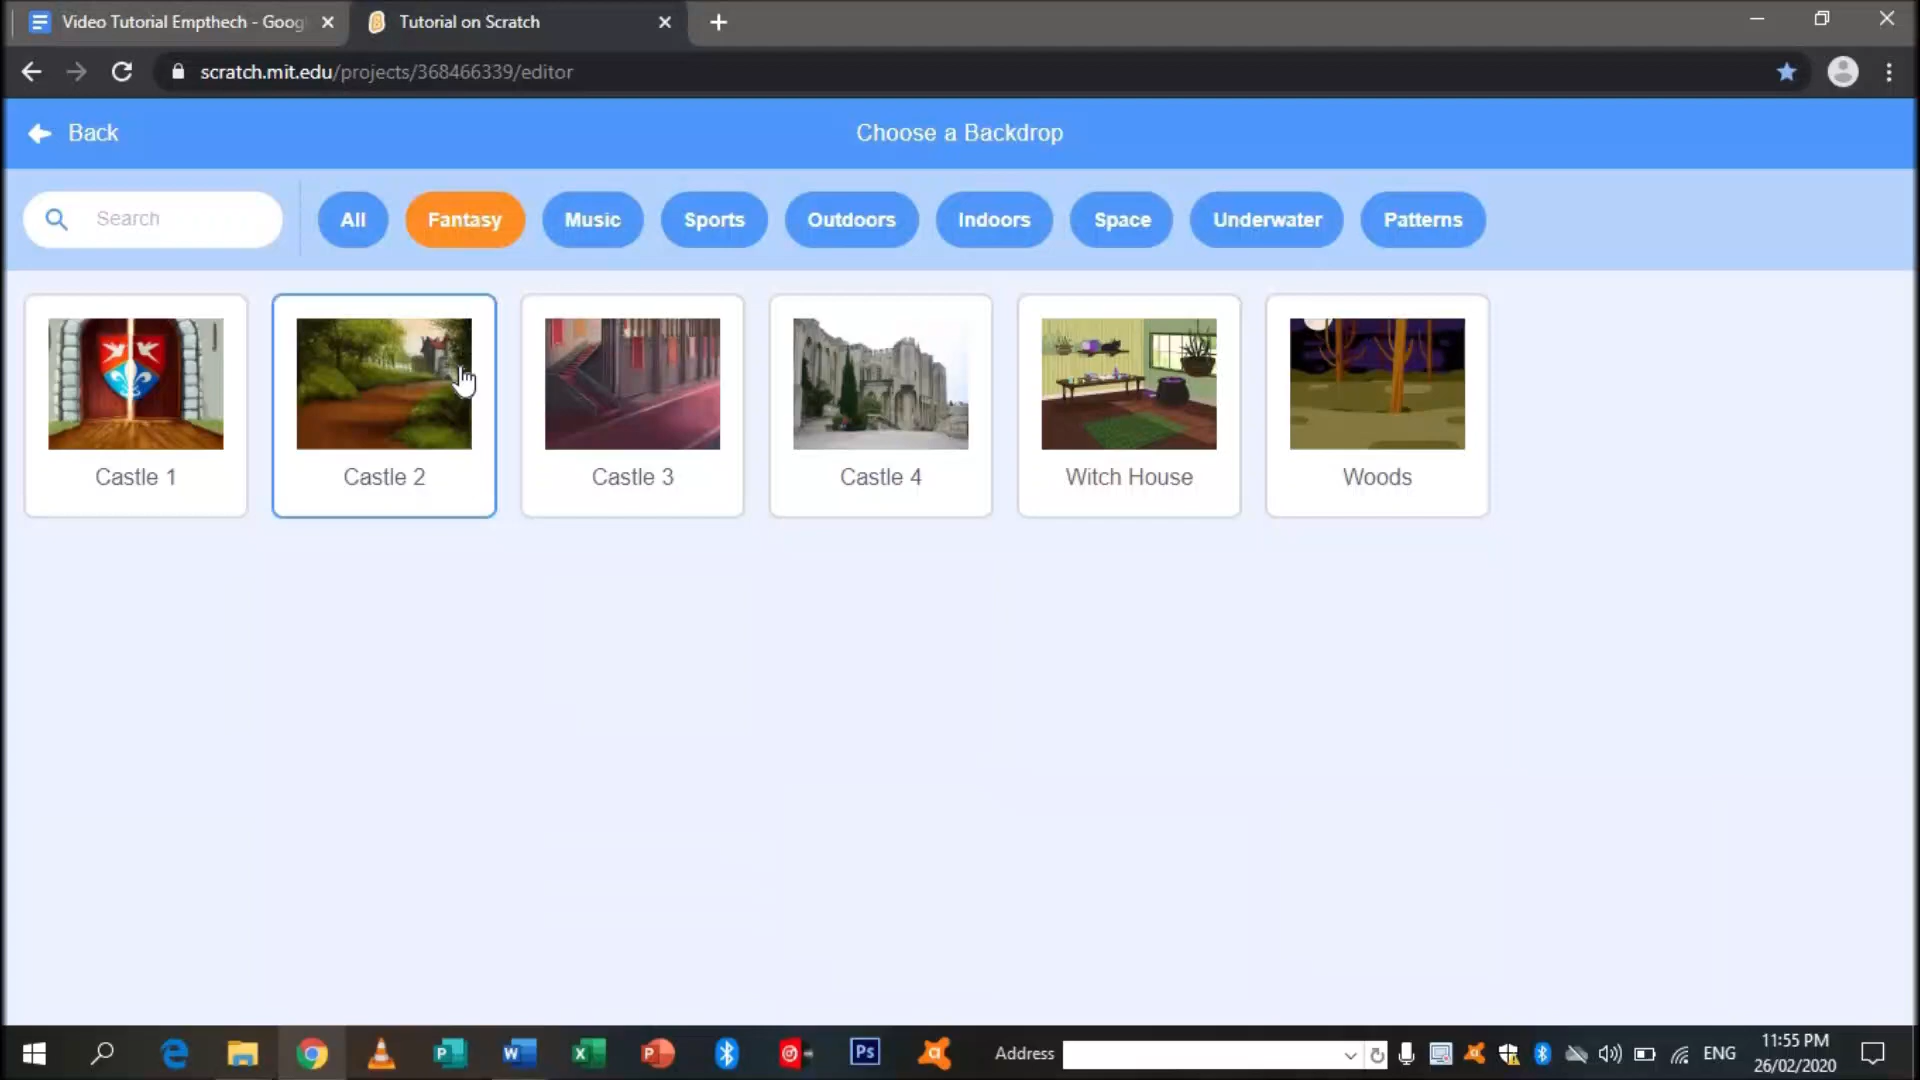 Video Tutorial Empthech - Goog
Tutorial on Scratch
scratch.mit.edu/projects/368466339/editor
Back
Choose a Backdrop
Search
All
Fantasy
Music
Sports
Outdoors
Indoors
Space
Underwater
Patterns
Castle 1
Castle 2
Castle 3
Castle 4
Witch House
Woods
Address
ENG
11:55 PM
26/02/2020